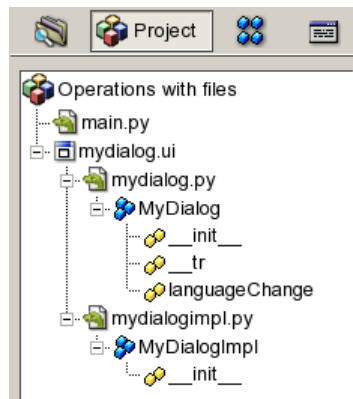 Project
Operations with files
main.py
mydialog.ui
mydialog.py
MyDialog
__init__
__tr
languageChange
mydialogimpl.py
MyDialogImpl
__init__